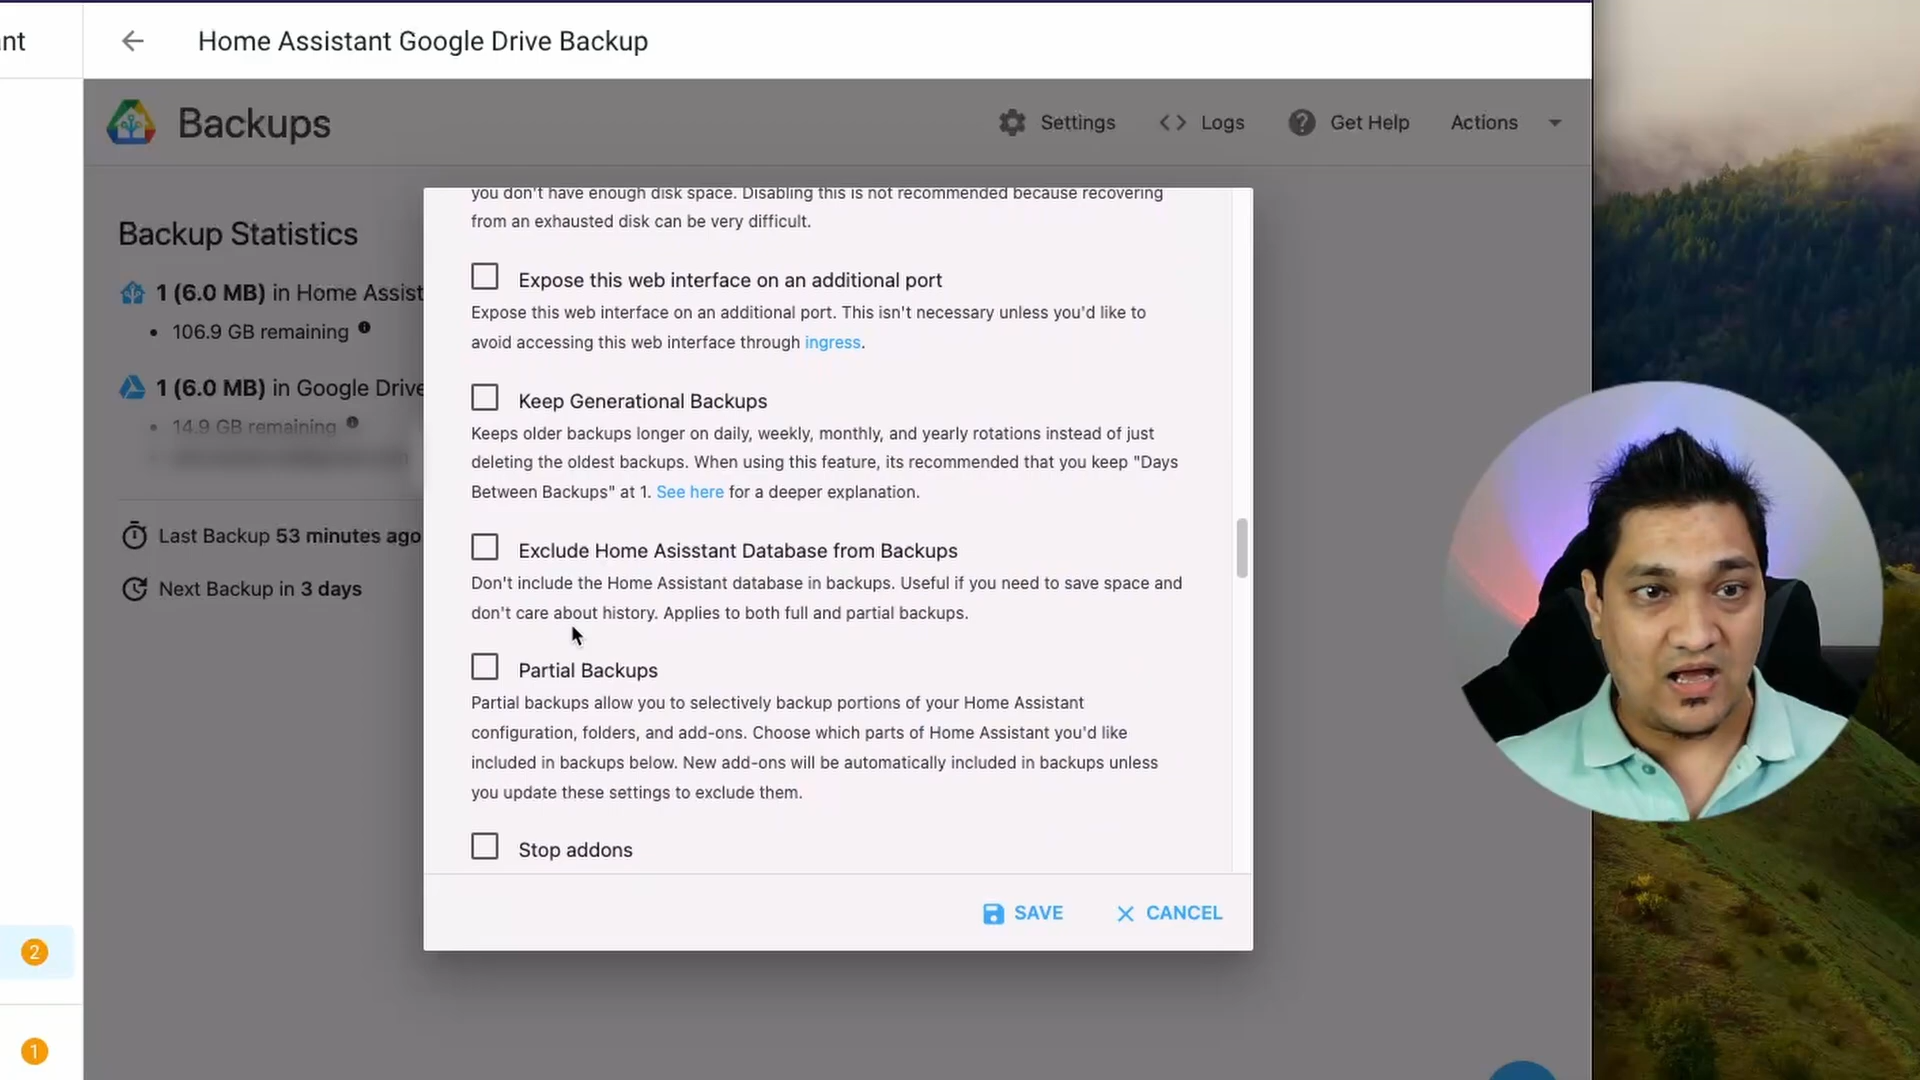 nt
Home Assistant Google Drive Backup
Backups
Settings
Logs
Get Help
Actions
Backup Statistics
1 (6.0 MB) in Home Assist
106.9 GB remaining
1 (6.0 MB) in Google Drive
14.9 GB remaining
Last Backup 53 minutes ago
Next Backup in 3 days
you don't have enough disk space. Disabling this is not recommended because recovering
from an exhausted disk can be very difficult.
Expose this web interface on an additional port
Expose this web interface on an additional port. This isn't necessary unless you'd like to
avoid accessing this web interface through ingress.
Keep Generational Backups
Keeps older backups longer on daily, weekly, monthly, and yearly rotations instead of just
deleting the oldest backups. When using this feature, its recommended that you keep "Days
Between Backups" at 1. See here for a deeper explanation.
Exclude Home Asisstant Database from Backups
Don't include the Home Assistant database in backups. Useful if you need to save space and
don't care about history. Applies to both full and partial backups.
Partial Backups
Partial backups allow you to selectively backup portions of your Home Assistant
configuration, folders, and add-ons. Choose which parts of Home Assistant you'd like
included in backups below. New add-ons will be automatically included in backups unless
you update these settings to exclude them.
Stop addons
SAVE
CANCEL
2
1